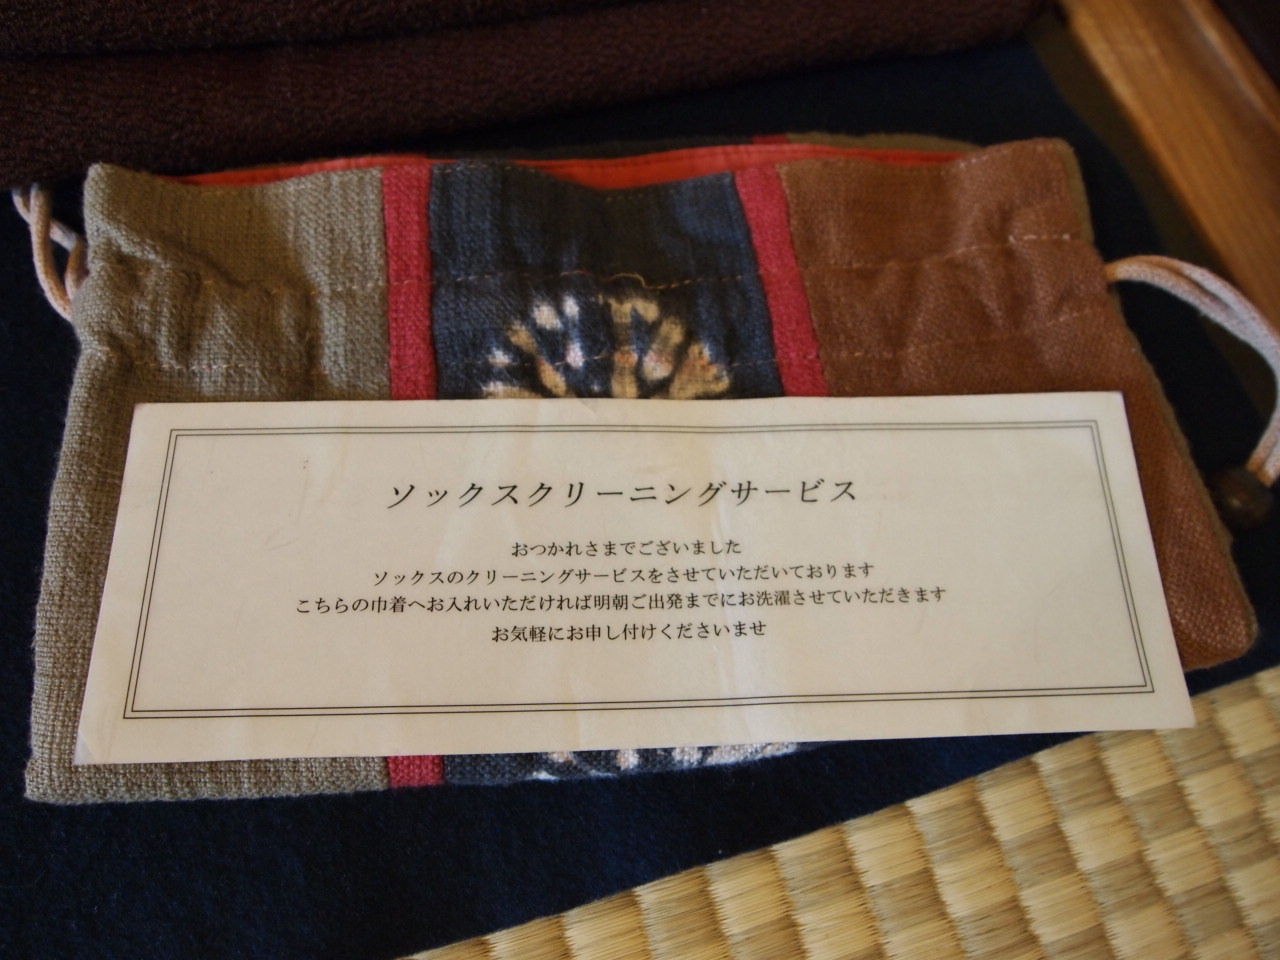 ソックスクリーニングサービス
おつかれさまでございました
ソックスのクリーニングサービスをさせていただいております
こちらの巾着へお入れいただければ明朝ご出発までにお洗濯させていただきます
お気軽にお申し付けくださいませ